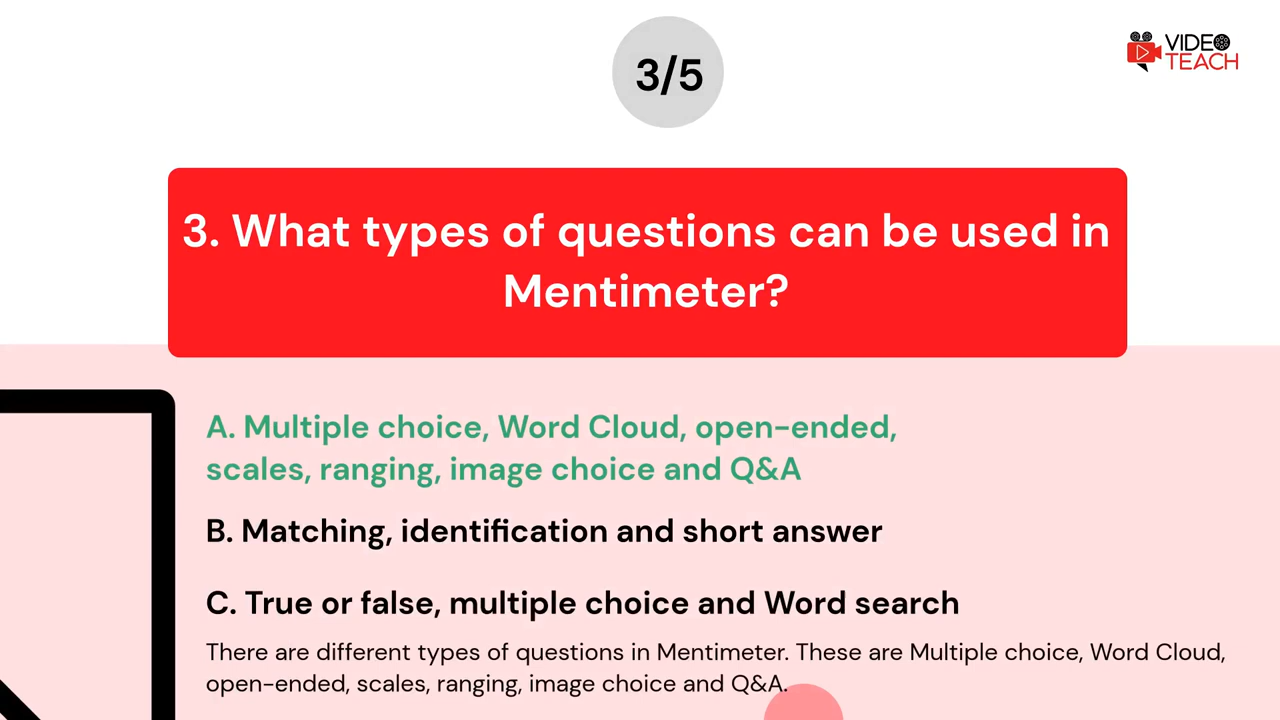 3/5
VIDEO
TEACH
3. What types of questions can be used in
Mentimeter?
A. Multiple choice, Word Cloud, open-ended,
scales, ranging, image choice and Q&A
B. Matching, identification and short answer
C. True or false, multiple choice and Word search
There are different types of questions in Mentimeter. These are Multiple choice, Word Cloud,
open-ended, scales, ranging, image choice and Q&A.